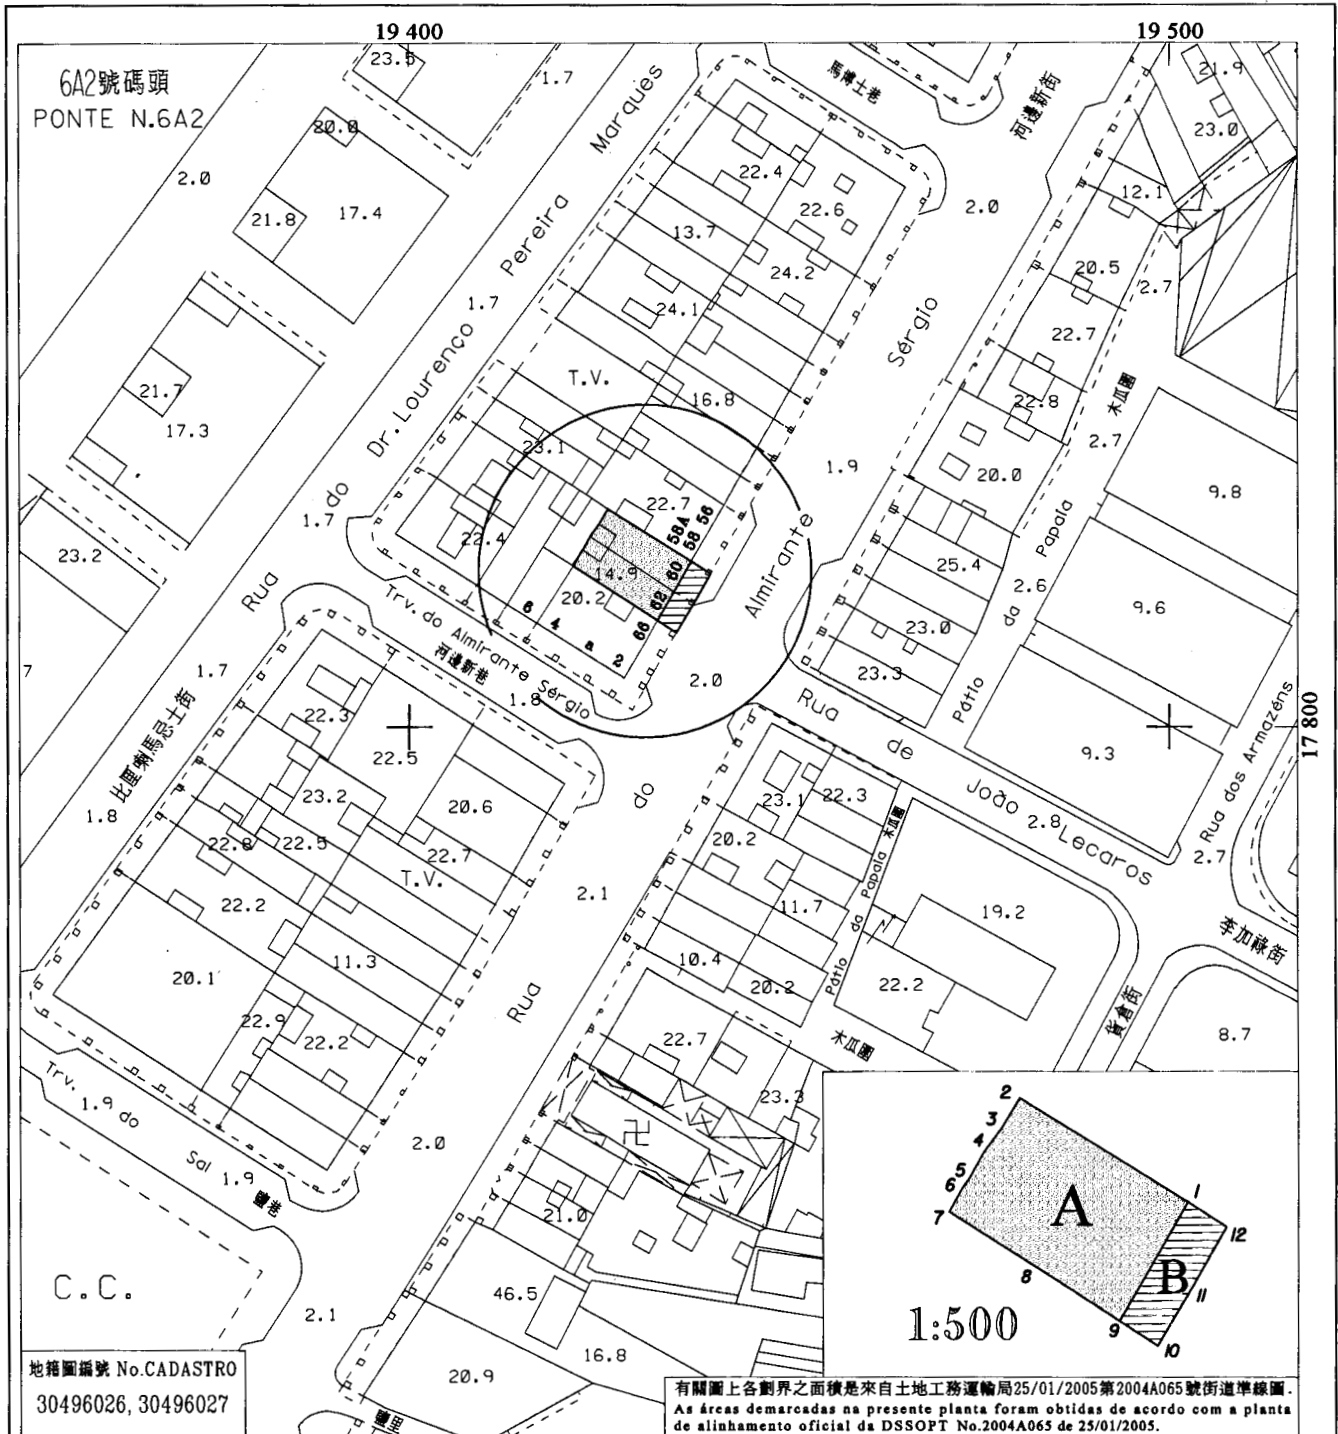 19 400
19 500
6A2號碼頭
PONTE N.6A2
23.5
1.7
20.0
2.0
17.4
21.8
Marques
Pereira
Dr.Lourenço
do
Rua
馬博士巷
河邊新街
21.9
23.0
22.4
22.6
2.0
12.1
13.7
24.2
20.5
2.7
1.7
24.1
Sérgio
22.7
T.V.
16.8
22.8
木瓜圍
2.7
21.7
17.3
23.1
1.9
20.0
9.8
22.7
58A
58
56
60
62
66
1.7
22.4
14.9
20.2
6
4
a
2
Almirante
25.4
Papaia
da
Pátio
2.6
9.6
23.2
Trv. do Almirante Sérgio
河邊新巷
1.8
2.0
23.0
23.3
7
1.7
比厘喇馬忌士街
22.3
22.5
Rua
de
João
Lecaros
2.8
9.3
17 800
Rua dos Armazéns
1.8
23.2
20.6
do
23.1
22.3
木瓜圍
22.8
22.5
22.7
20.2
2.7
T.V.
22.2
2.1
11.7
Pátio da Papaia
19.2
李加祿街
20.1
11.3
10.4
20.2
22.2
貨倉街
22.9
22.2
Rua
22.7
木瓜圍
8.7
Trv.
1.9 do
Sal 1.9
鹽巷
2.0
23.3
卍
21.0
C.C.
2.1
46.5
16.8
20.9
鹽里
2
3
4
5
6
7
8
9
10
11
12
1
A
B
1:500
地籍圖編號 No.CADASTRO
30496026, 30496027
有關圖上各劃界之面積是來自土地工務運輸局25/01/2005第2004A065號街道準線圖.
As áreas demarcadas na presente planta foram obtidas de acordo com a planta
de alinhamento oficial da DSSOPT No.2004A065 de 25/01/2005.